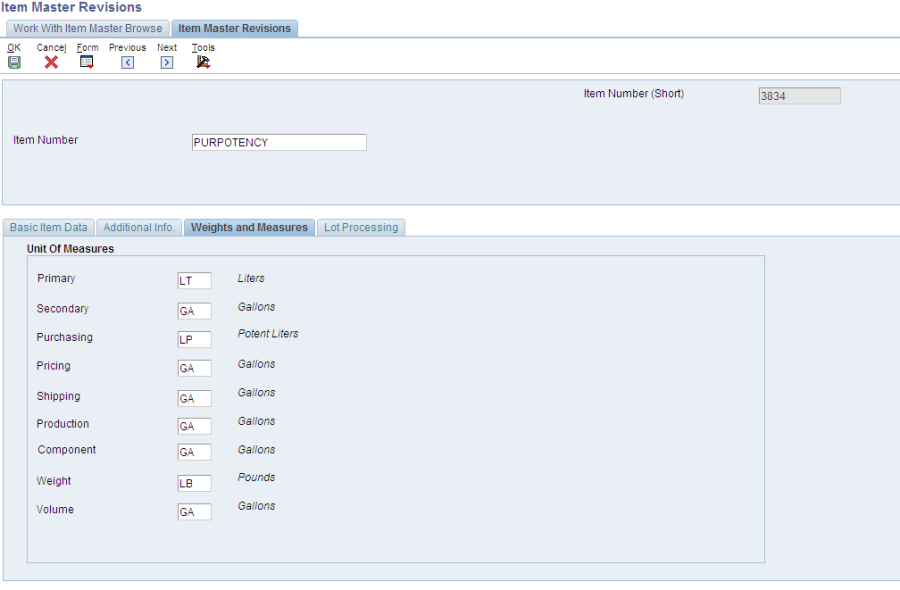 Item Master Revisions
Work With Item Master Browse Item Master Revisions
OK Cancel Form Previous Next Tools
Item Number (Short) 3834
Item Number PURPOTENCY
Basic Item Data Additional Info. Weights and Measures Lot Processing
Unit Of Measures
Primary LT Liters
Secondary GA Gallons
Purchasing LP Potent Liters
Pricing GA Gallons
Shipping GA Gallons
Production GA Gallons
Component GA Gallons
Weight LB Pounds
Volume GA Gallons